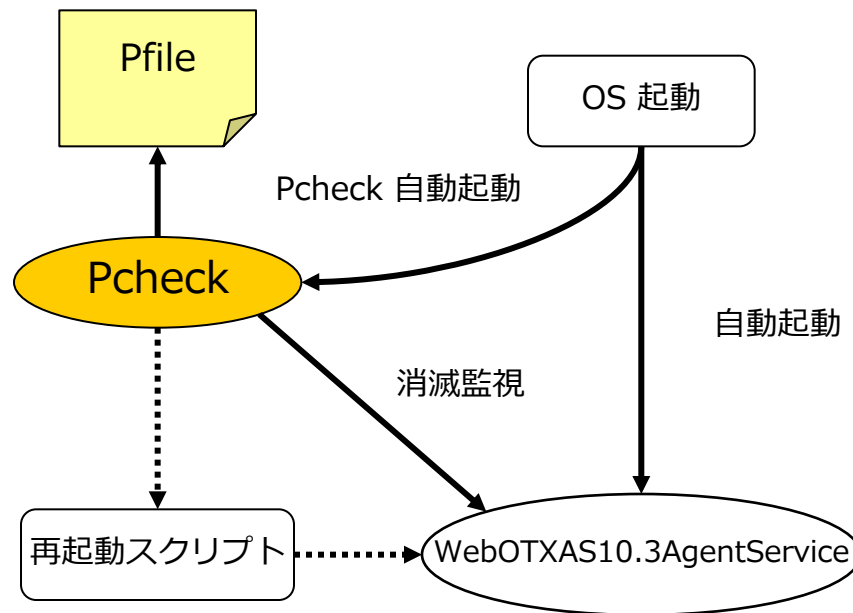 Pfile
OS 起動
Pcheck 自動起動
Pcheck
自動起動
消滅監視
再起動スクリプト
WebOTXAS10.3AgentService